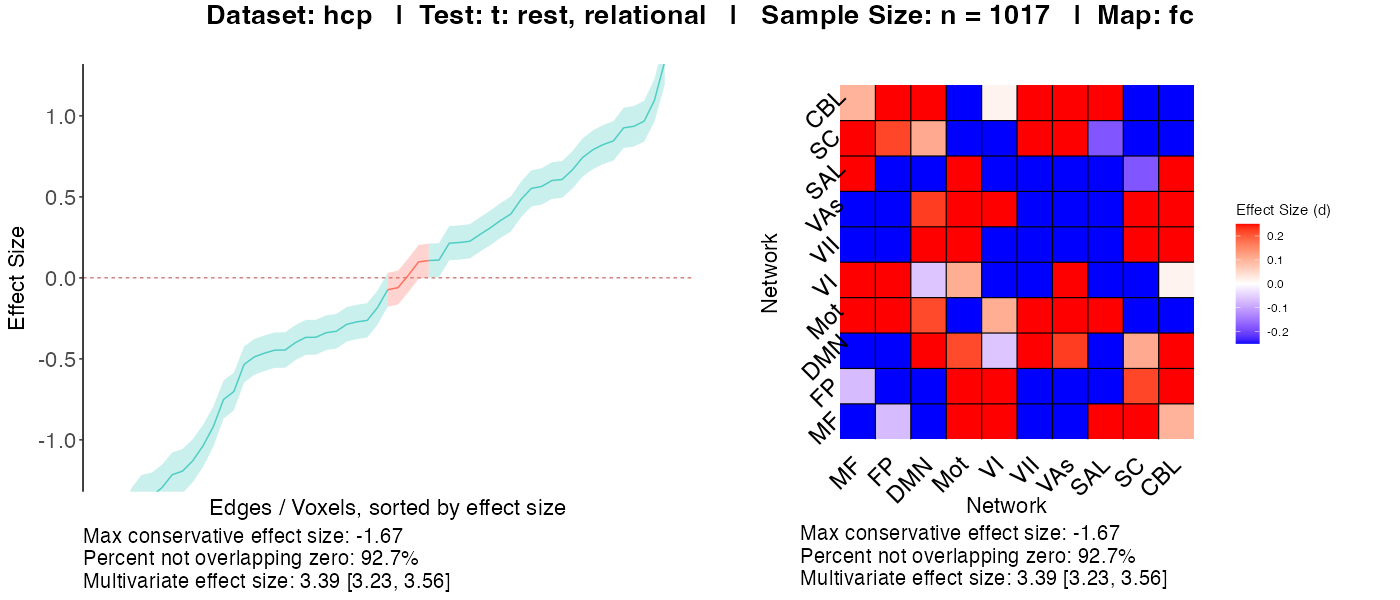 Dataset: hcp | Test: t: rest, relational | Sample Size: n = 1017 | Map: fc
Effect Size
1.0
0.5
0.0
-0.5
-1.0
Edges / Voxels, sorted by effect size
Max conservative effect size: -1.67
Percent not overlapping zero: 92.7%
Multivariate effect size: 3.39 [3.23, 3.56]
Network
CBL
SC
SAL
VAs
VII
VI
Mot
DMN
FP
MF
MF FP DMN Mot VI VII VAs SAL SC CBL
Network
Effect Size (d)
0.2
0.1
0.0
-0.1
-0.2
Max conservative effect size: -1.67
Percent not overlapping zero: 92.7%
Multivariate effect size: 3.39 [3.23, 3.56]